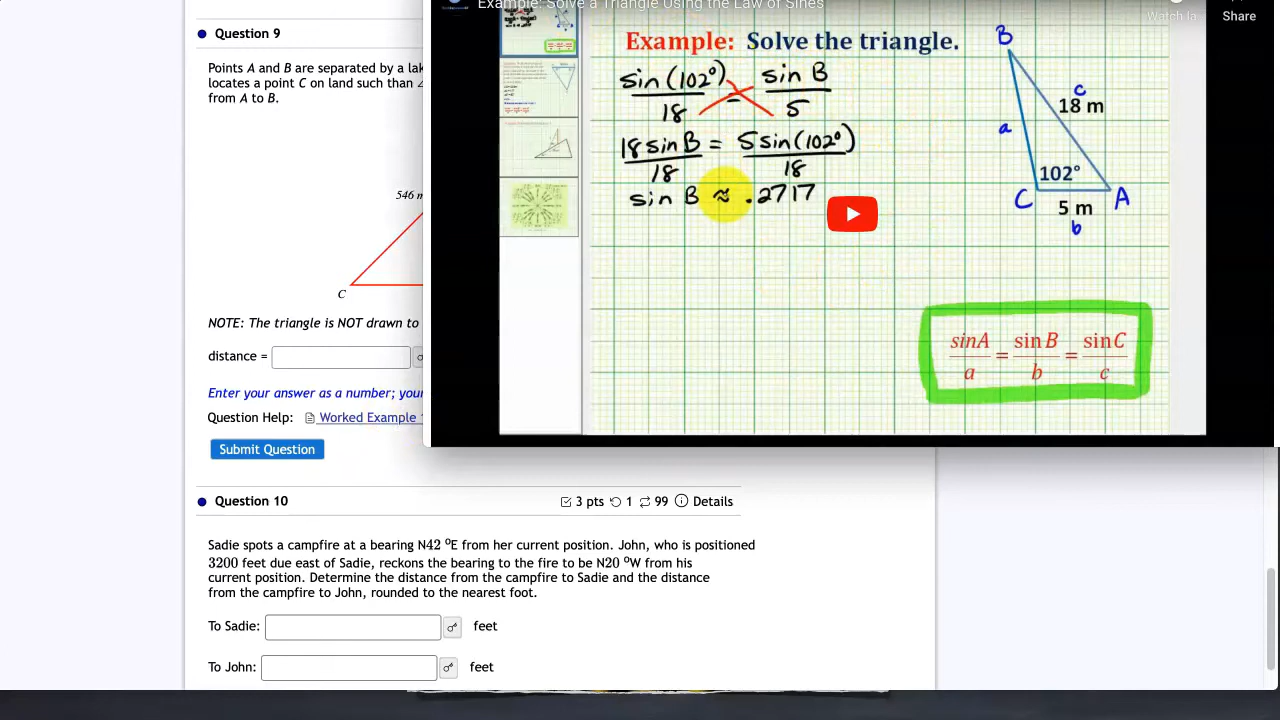 Question 9
Points A and B are separated by a lak
locates a point C on land such than
from A to B.
546
C
NOTE: The triangle is NOT drawn to
distance =
Enter your answer as a number; you
Question Help: Worked Example
Submit Question
Example: Solve a Triangle Using the Law of Sines
Watch la
Share
Example: Solve the triangle.
sin(102°)/18 = sin B/5
18 sin B/18 = 5 sin(102°)/18
sin B ≈ .2717
B
c
18 m
a
102°
C
5 m
A
b
sinA/a = sin B/b = sin C/c
Question 10
3 pts 1 99 Details
Sadie spots a campfire at a bearing N42 °E from her current position. John, who is positioned
3200 feet due east of Sadie, reckons the bearing to the fire to be N20 °W from his
current position. Determine the distance from the campfire to Sadie and the distance
from the campfire to John, rounded to the nearest foot.
To Sadie: feet
To John: feet